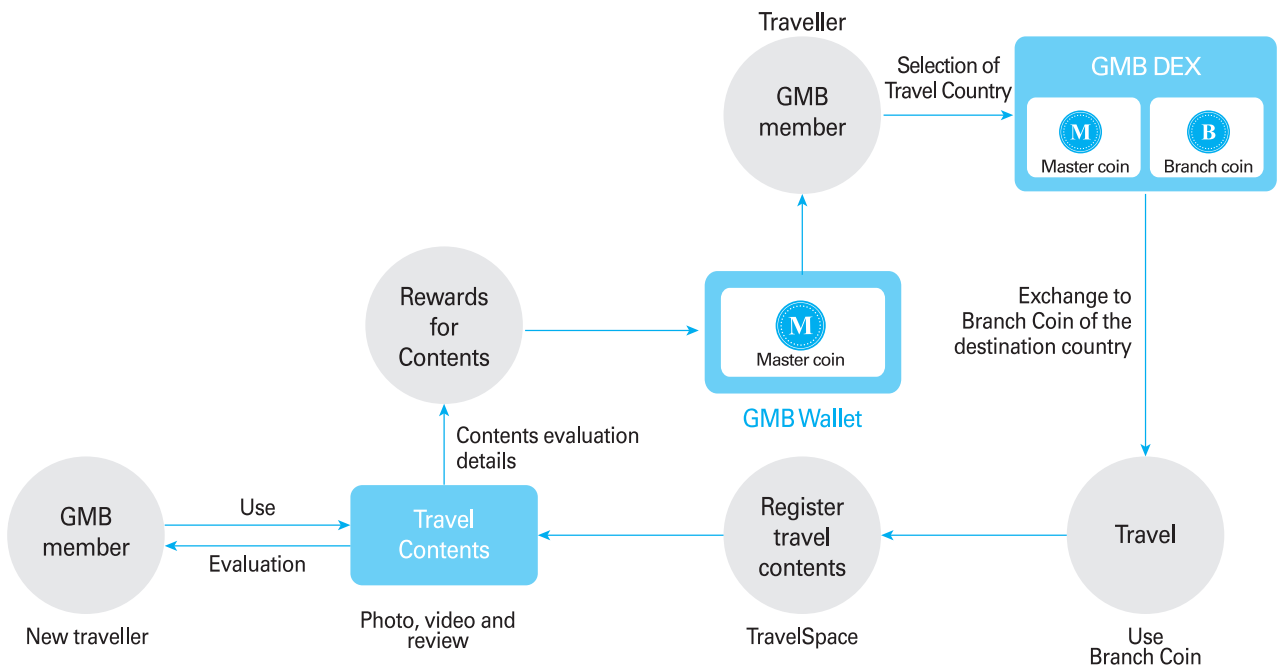 Traveller
GMB
member
Selection of
Travel Country
GMB DEX
M
Master coin
B
Branch coin
Rewards
for
Contents
M
Master coin
GMB Wallet
Exchange to
Branch Coin of the
destination country
Contents evaluation
details
GMB
member
New traveller
Use
Evaluation
Travel
Contents
Photo, video and
review
Register
travel
contents
TravelSpace
Travel
Use
Branch Coin